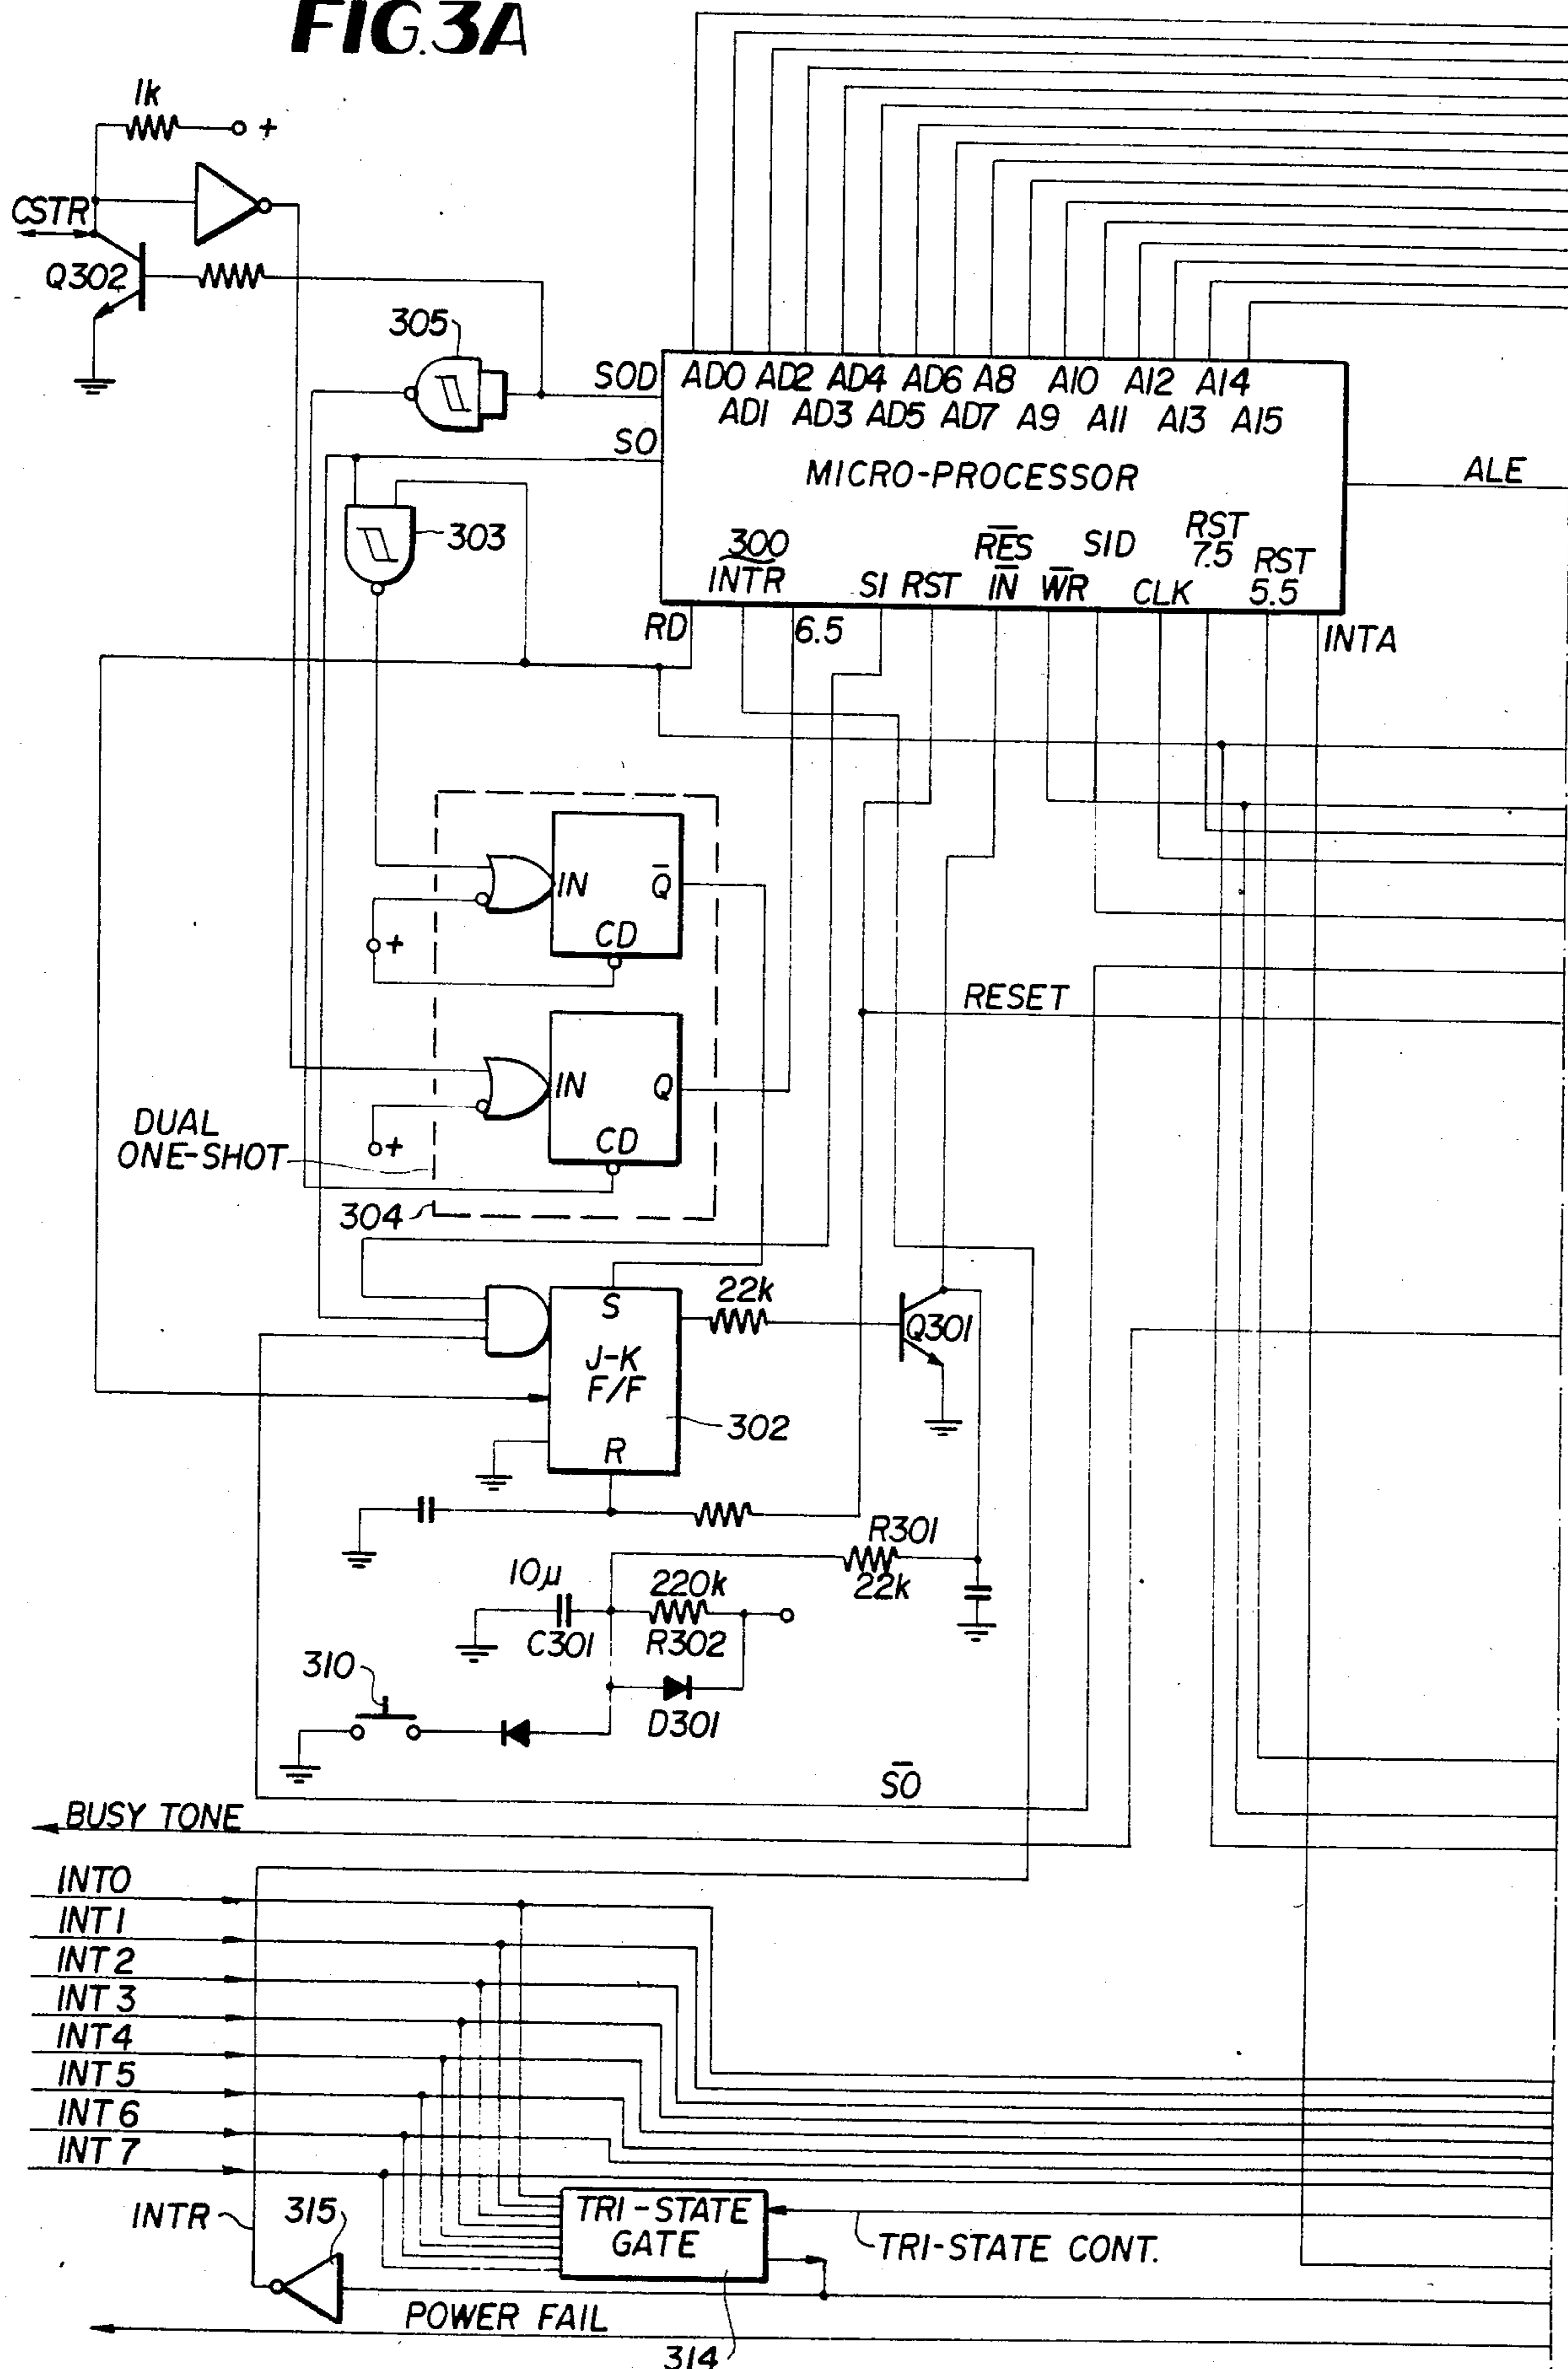 FIG.3A
1k
+
CSTR
Q302
305
SOD
AD0 AD2 AD4 AD6 A8 A10 A12 A14
AD1 AD3 AD5 AD7 A9 A11 A13 A15
SO
MICRO-PROCESSOR
ALE
303
300
RES
SID
RST
7.5
RST
INTR
SI RST
IN
WR
CLK
5.5
RD
6.5
INTA
IN
Q
CD
+
RESET
IN
Q
CD
+
DUAL
ONE-SHOT
304
S
22k
Q301
J-K
F/F
302
R
R301
22k
10μ
220k
C301
R302
310
D301
SO
BUSY TONE
INT0
INT1
INT2
INT3
INT4
INT5
INT6
INT7
INTR
315
TRI-STATE
GATE
TRI-STATE CONT.
POWER FAIL
314